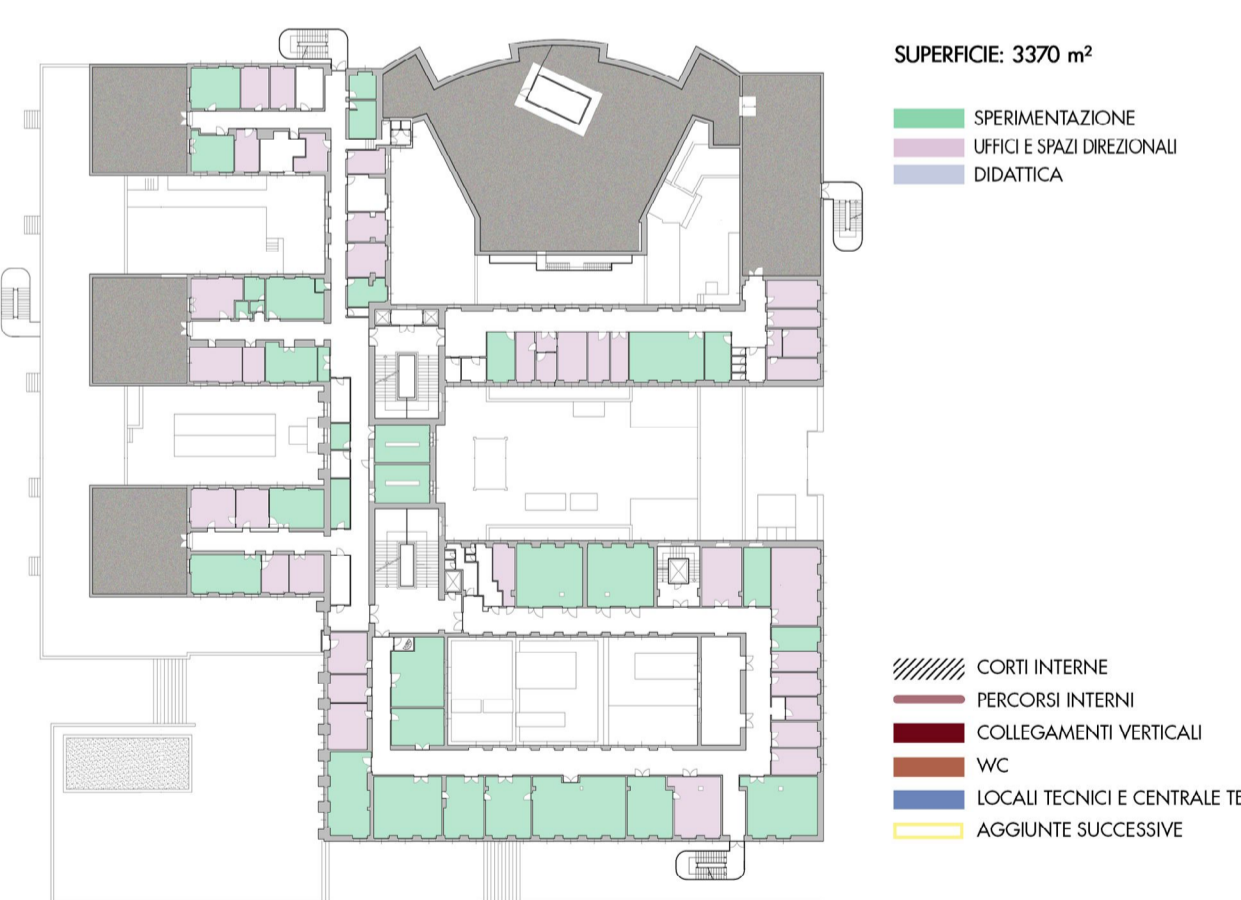 SUPERFICIE: 3370 m²
SPERIMENTAZIONE
UFFICI E SPAZI DIREZIONALI
DIDATTICA
CORTI INTERNE
PERCORSI INTERNI
COLLEGAMENTI VERTICALI
WC
LOCALI TECNICI E CENTRALE TE
AGGIUNTE SUCCESSIVE